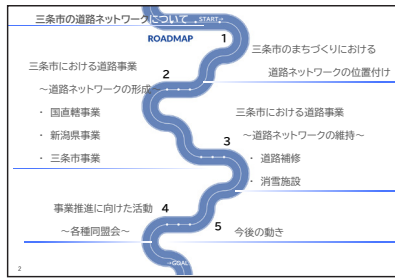 三条市の道路ネットワークについて
START
ROADMAP
1
三条市のまちづくりにおける
道路ネットワークの位置付け
2
三条市における道路事業
～道路ネットワークの形成～
・ 国直轄事業
・ 新潟県事業
・ 三条市事業
3
三条市における道路事業
～道路ネットワークの維持～
・ 道路補修
・ 消雪施設
4
事業推進に向けた活動
～各種同盟会～
5
今後の動き
GOAL
2